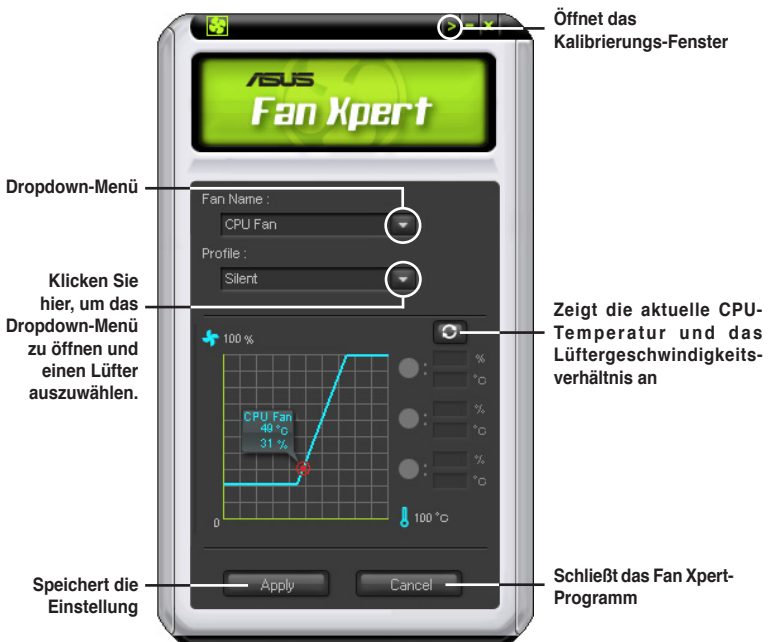 Öffnet das
Kalibrierungs-Fenster
ASUS
Fan Xpert
Dropdown-Menü
Fan Name :
CPU Fan
Profile :
Silent
Klicken Sie
hier, um das
Dropdown-Menü
zu öffnen und
einen Lüfter
auszuwählen.
Zeigt die aktuelle CPU-
Temperatur und das
Lüftergeschwindigkeits-
verhältnis an
100 %
CPU Fan
49 °C
31 %
0
100 °C
: %
°C
: %
°C
: %
°C
Speichert die
Einstellung
Apply
Cancel
Schließt das Fan Xpert-
Programm